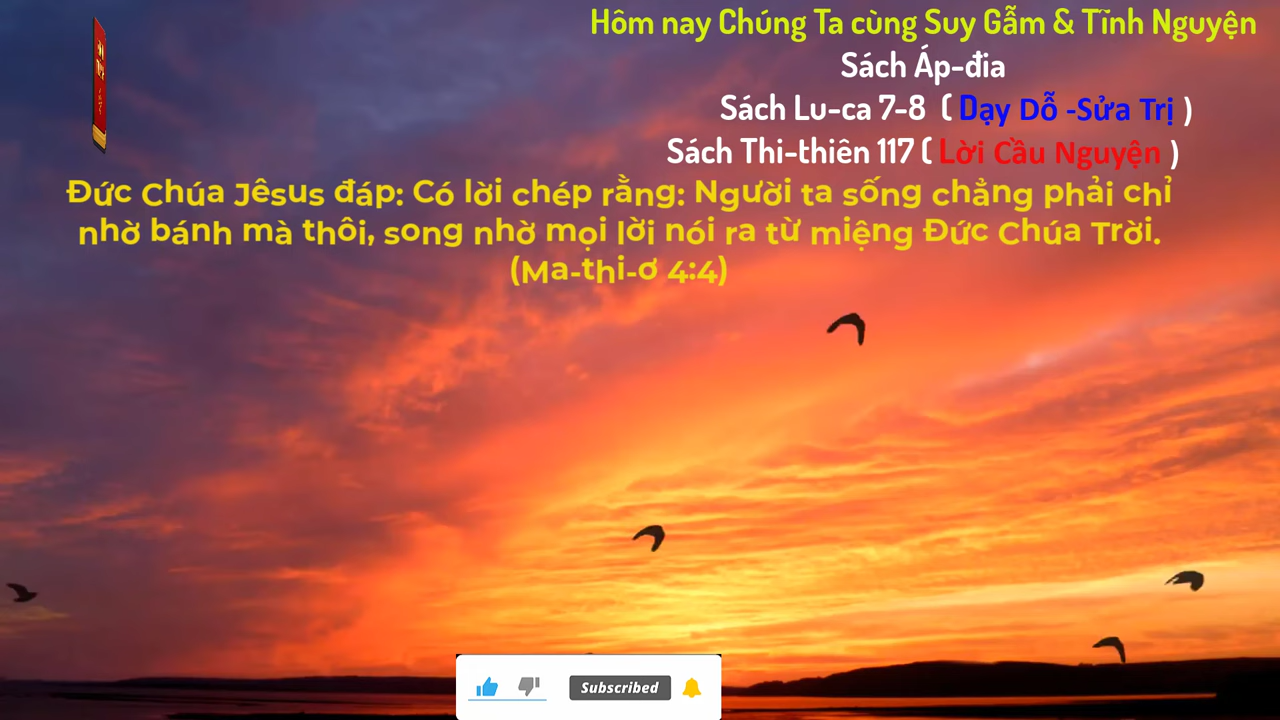 Hôm nay Chúng Ta cùng Suy Gẫm & Tĩnh Nguyện
Sách Áp-đia
Sách Lu-ca 7-8 ( Dạy Dỗ -Sửa Trị )
Sách Thi-thiên 117 ( Lời Cầu Nguyện )
Đức Chúa Jêsus đáp: Có lời chép rằng: Người ta sống chẳng phải chỉ
nhờ bánh mà thôi, song nhờ mọi lời nói ra từ miệng Đức Chúa Trời.
(Ma-thi-ơ 4:4)
Subscribed